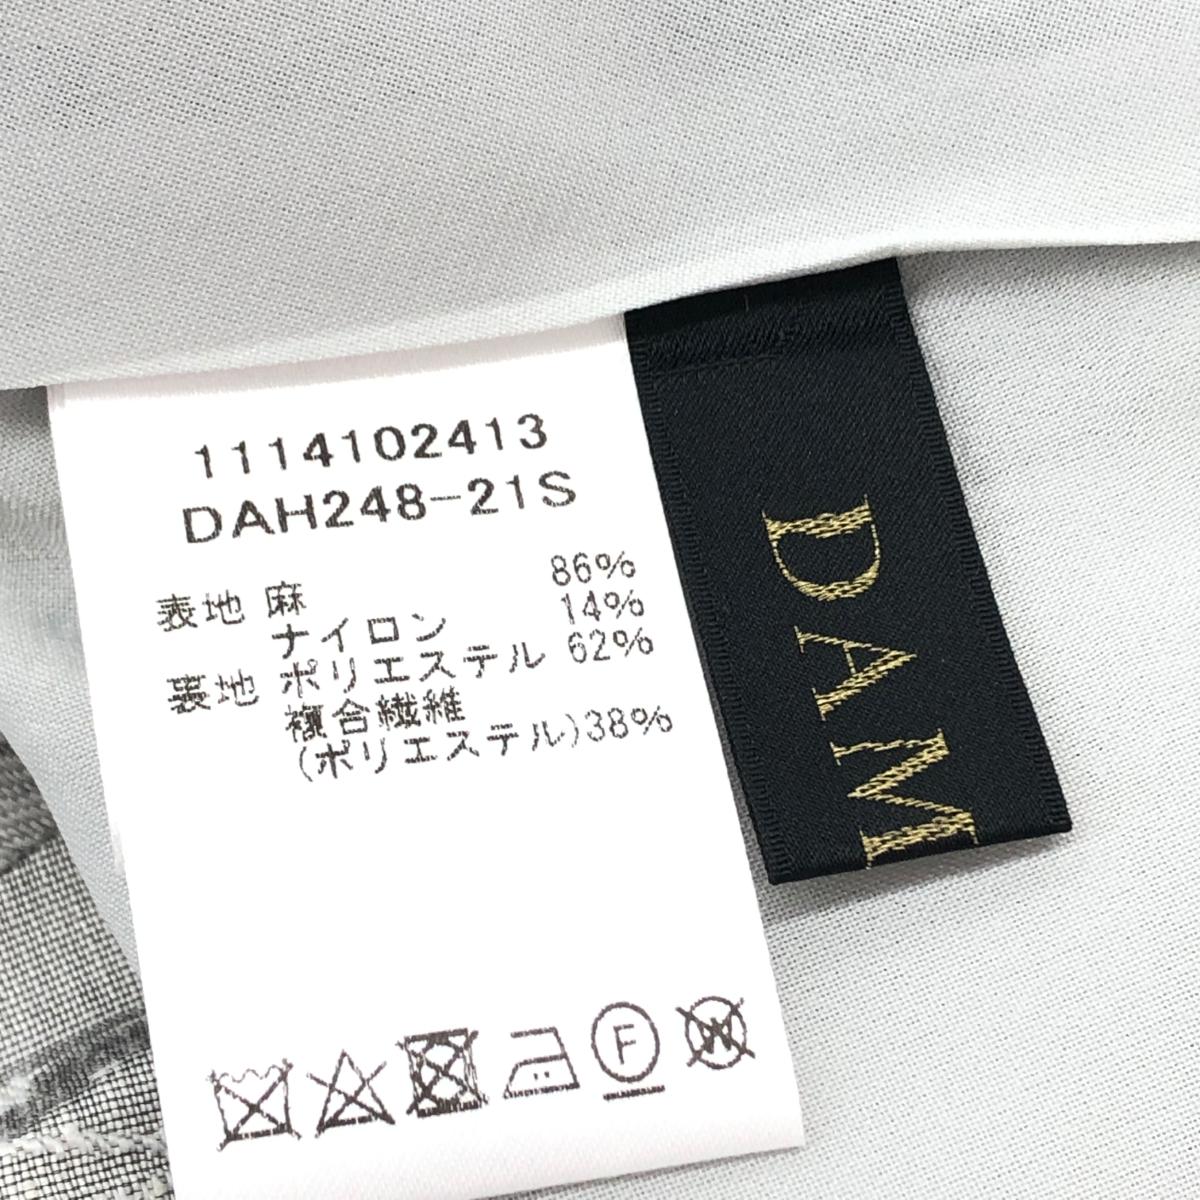 1114102413
DAH248-21S
表地 麻 86%
ナイロン 14%
裏地 ポリエステル 62%
複合繊維
(ポリエステル)38%
F
W
DAM